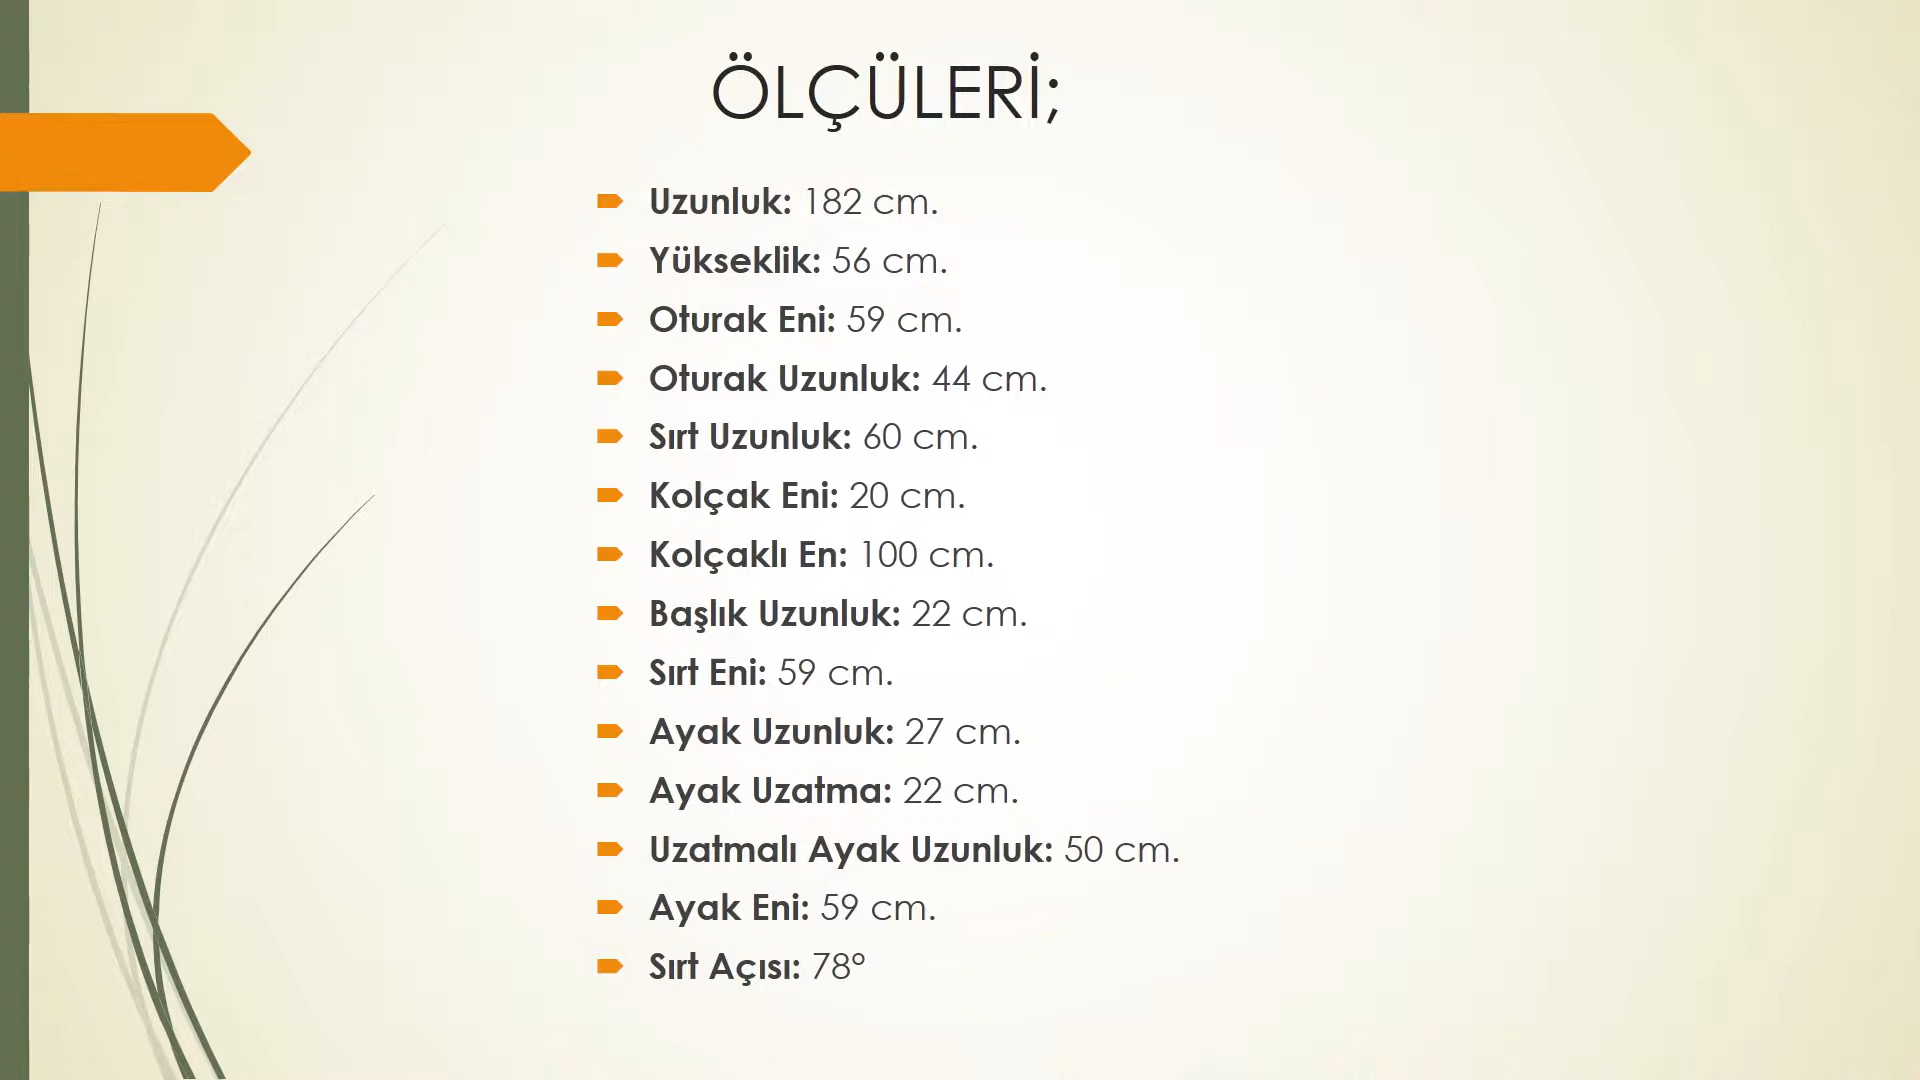 ÖLÇÜLERİ;
Uzunluk: 182 cm.
Yükseklik: 56 cm.
Oturak Eni: 59 cm.
Oturak Uzunluk: 44 cm.
Sırt Uzunluk: 60 cm.
Kolçak Eni: 20 cm.
Kolçaklı En: 100 cm.
Başlık Uzunluk: 22 cm.
Sırt Eni: 59 cm.
Ayak Uzunluk: 27 cm.
Ayak Uzatma: 22 cm.
Uzatmalı Ayak Uzunluk: 50 cm.
Ayak Eni: 59 cm.
Sırt Açısı: 78°